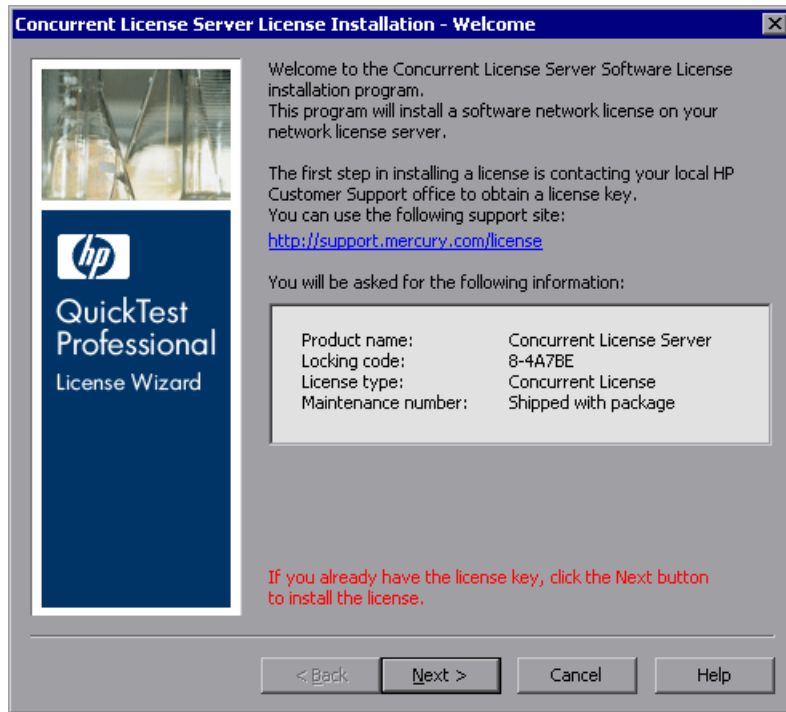 Concurrent License Server License Installation - Welcome
Welcome to the Concurrent License Server Software License
installation program.
This program will install a software network license on your
network license server.
The first step in installing a license is contacting your local HP
Customer Support office to obtain a license key.
You can use the following support site:
http://support.mercury.com/license
You will be asked for the following information:
hp
QuickTest
Professional
License Wizard
Product name: Concurrent License Server
Locking code: 8-4A7BE
License type: Concurrent License
Maintenance number: Shipped with package
If you already have the license key, click the Next button
to install the license.
< Back Next > Cancel Help